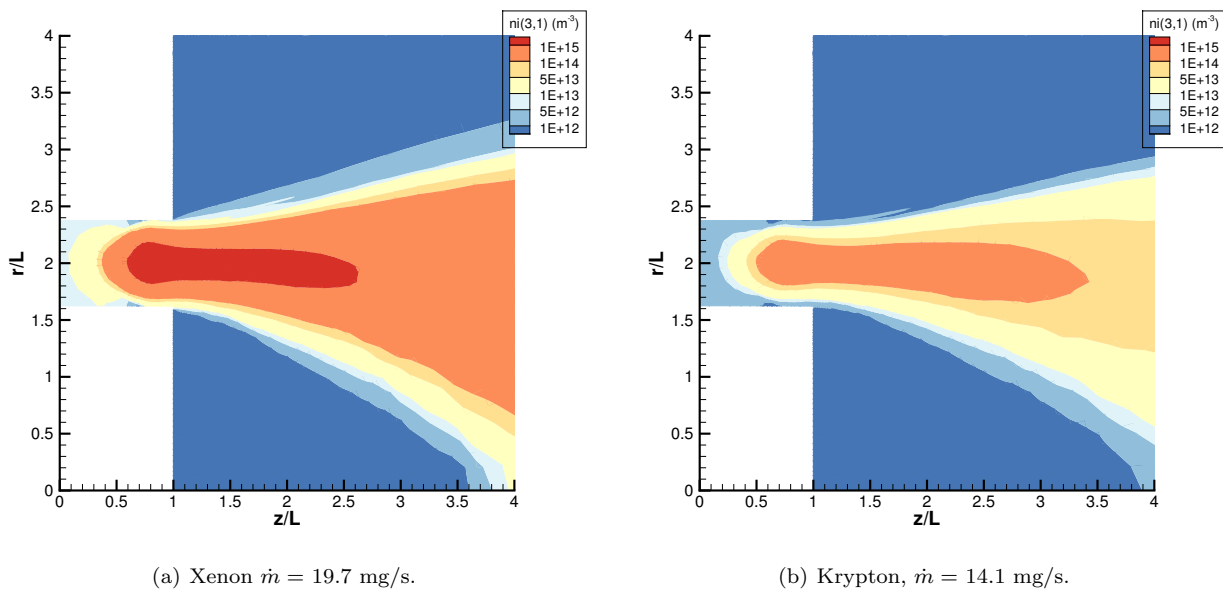 ni(3,1) (m-3)
1E+15
1E+14
5E+13
1E+13
5E+12
1E+12
r/L
4
3.5
3
2.5
2
1.5
1
0.5
0
0 0.5 1 1.5 2 2.5 3 3.5 4
z/L
(a) Xenon ṁ = 19.7 mg/s.
ni(3,1) (m-3)
1E+15
1E+14
5E+13
1E+13
5E+12
1E+12
r/L
4
3.5
3
2.5
2
1.5
1
0.5
0
0 0.5 1 1.5 2 2.5 3 3.5 4
z/L
(b) Krypton, ṁ = 14.1 mg/s.